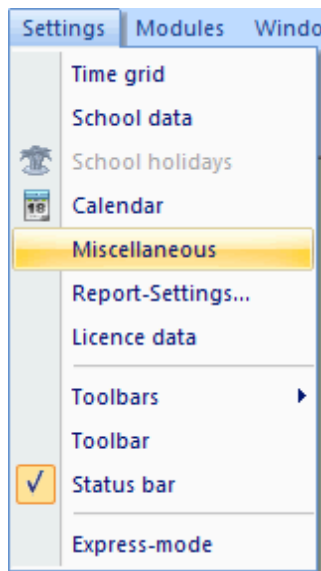 Settings Modules Windo
Time grid
School data
School holidays
18 Calendar
Miscellaneous
Report-Settings...
Licence data
Toolbars
Toolbar
Status bar
Express-mode